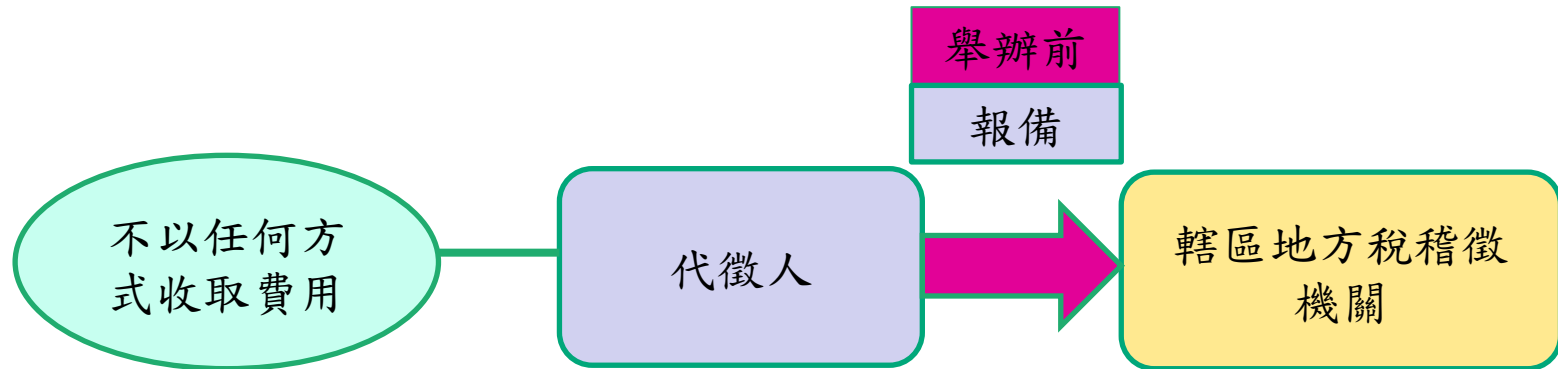 舉辦前
報備
不以任何方
式收取費用
代徵人
轄區地方稅稽徵
機關